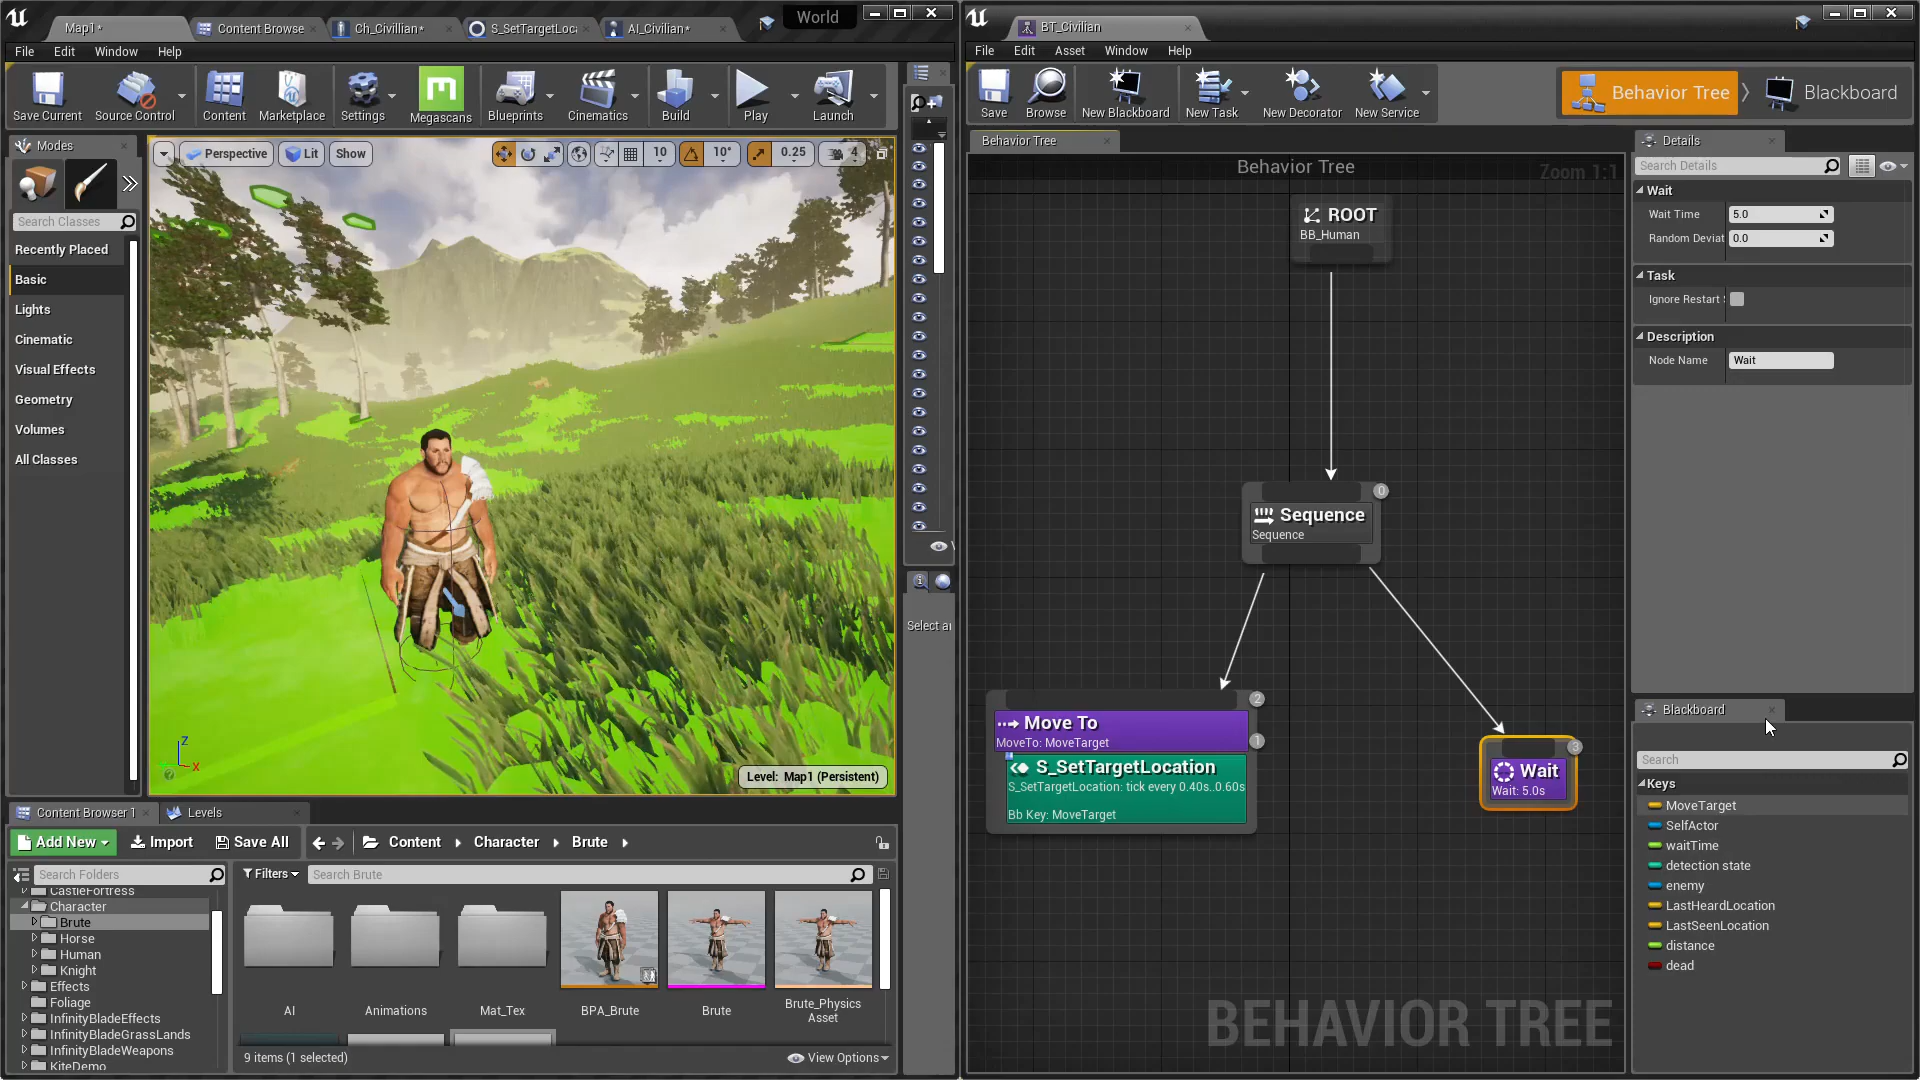 Map1*
Content Browse
Ch_Civillian*
S_SetTargetLoca
AI_Civilian*
World
File Edit Window Help
Save Current
Source Control
Content
Marketplace
Settings
Megascans
Blueprints
Cinematics
Build
Play
Launch
Modes
Search Classes
Recently Placed
Basic
Lights
Cinematic
Visual Effects
Geometry
Volumes
All Classes
Perspective
Lit
Show
10
10°
0.25
4
Z
X
Level: Map1 (Persistent)
Select ar
Content Browser 1
Levels
Add New
Import
Save All
Content
Character
Brute
Search Folders
Filters
Search Brute
CastleFortress
Character
Brute
Horse
Human
Knight
Effects
Foliage
InfinityBladeEffects
InfinityBladeGrassLands
InfinityBladeWeapons
KiteDemo
AI
Animations
Mat_Tex
BPA_Brute
Brute
Brute_Physics
Asset
9 items (1 selected)
View Options
BT_Civilian
File Edit Asset Window Help
Save
Browse
New Blackboard
New Task
New Decorator
New Service
Behavior Tree
Blackboard
Behavior Tree
Behavior Tree
Zoom 1:1
ROOT
BB_Human
0
Sequence
Sequence
2
Move To
MoveTo: MoveTarget
1
S_SetTargetLocation
S_SetTargetLocation: tick every 0.40s..0.60s
Bb Key: MoveTarget
3
Wait
Wait: 5.0s
BEHAVIOR TREE
Details
Search Details
Wait
Wait Time 5.0
Random Deviat 0.0
Task
Ignore Restart S
Description
Node Name Wait
Blackboard
Search
Keys
MoveTarget
SelfActor
waitTime
detection state
enemy
LastHeardLocation
LastSeenLocation
distance
dead